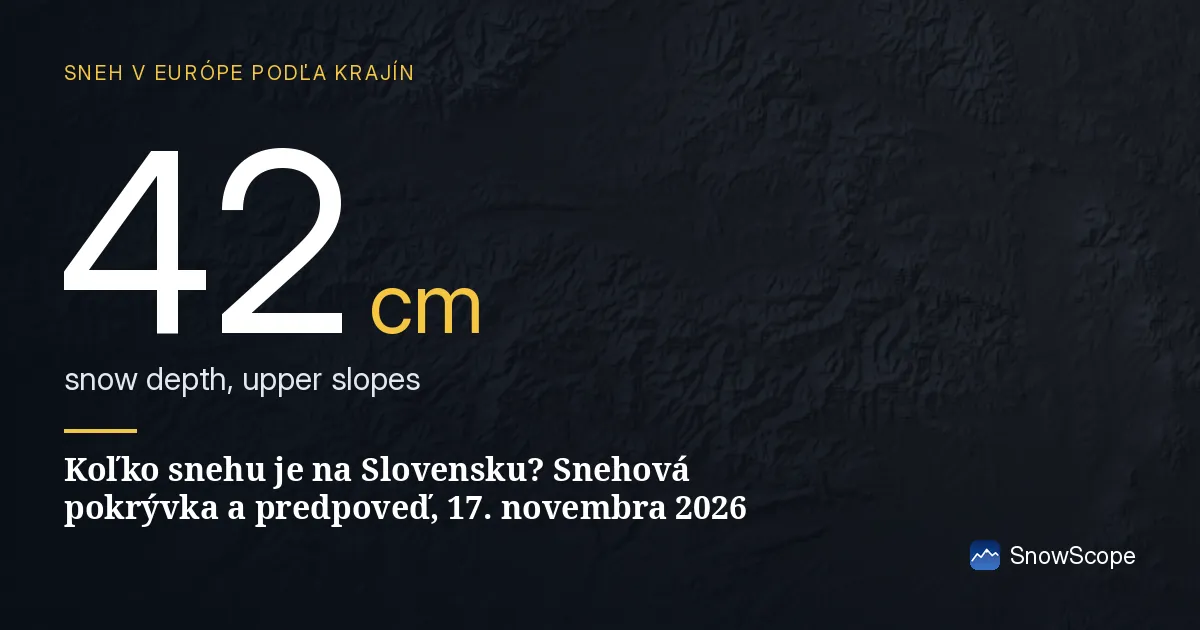 SNEH V EURÓPE PODĽA KRAJÍN
42 cm
snow depth, upper slopes
Koľko snehu je na Slovensku? Snehová
pokrývka a predpoveď, 17. novembra 2026
SnowScope